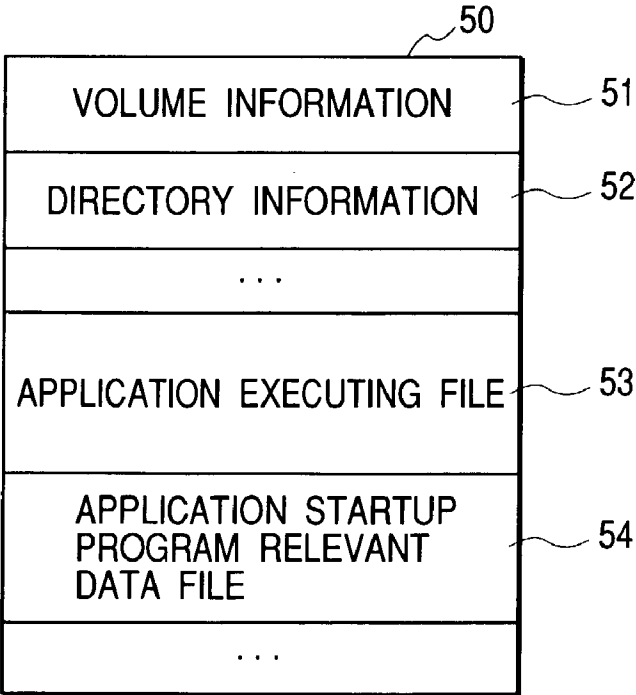 50
VOLUME INFORMATION 51
DIRECTORY INFORMATION 52
...
APPLICATION EXECUTING FILE 53
APPLICATION STARTUP
PROGRAM RELEVANT 54
DATA FILE
...